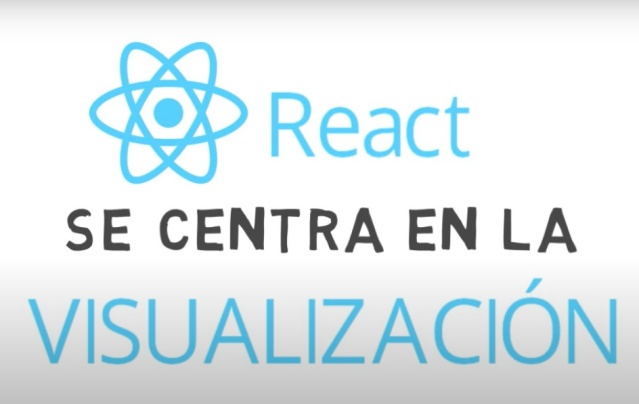 React
SE CENTRA EN LA
VISUALIZACIÓN